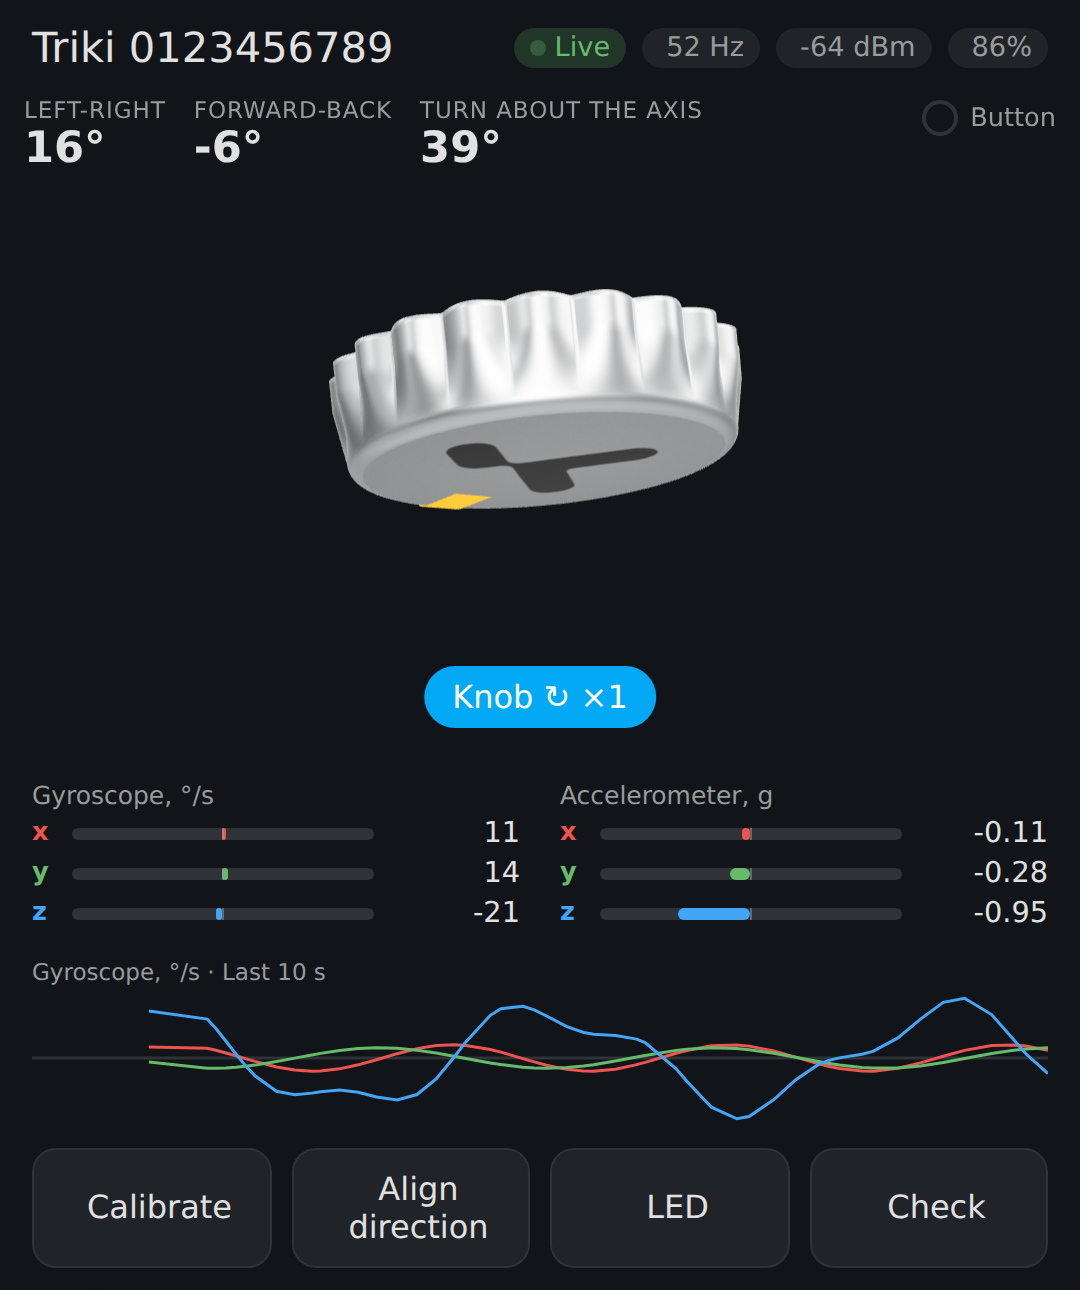 Triki 0123456789
Live
52 Hz
-64 dBm
86%
LEFT-RIGHT
16°
FORWARD-BACK
-6°
TURN ABOUT THE AXIS
39°
Button
Knob ↻ ×1
Gyroscope, °/s
x 11
y 14
z -21
Accelerometer, g
x -0.11
y -0.28
z -0.95
Gyroscope, °/s · Last 10 s
Calibrate
Align
direction
LED
Check